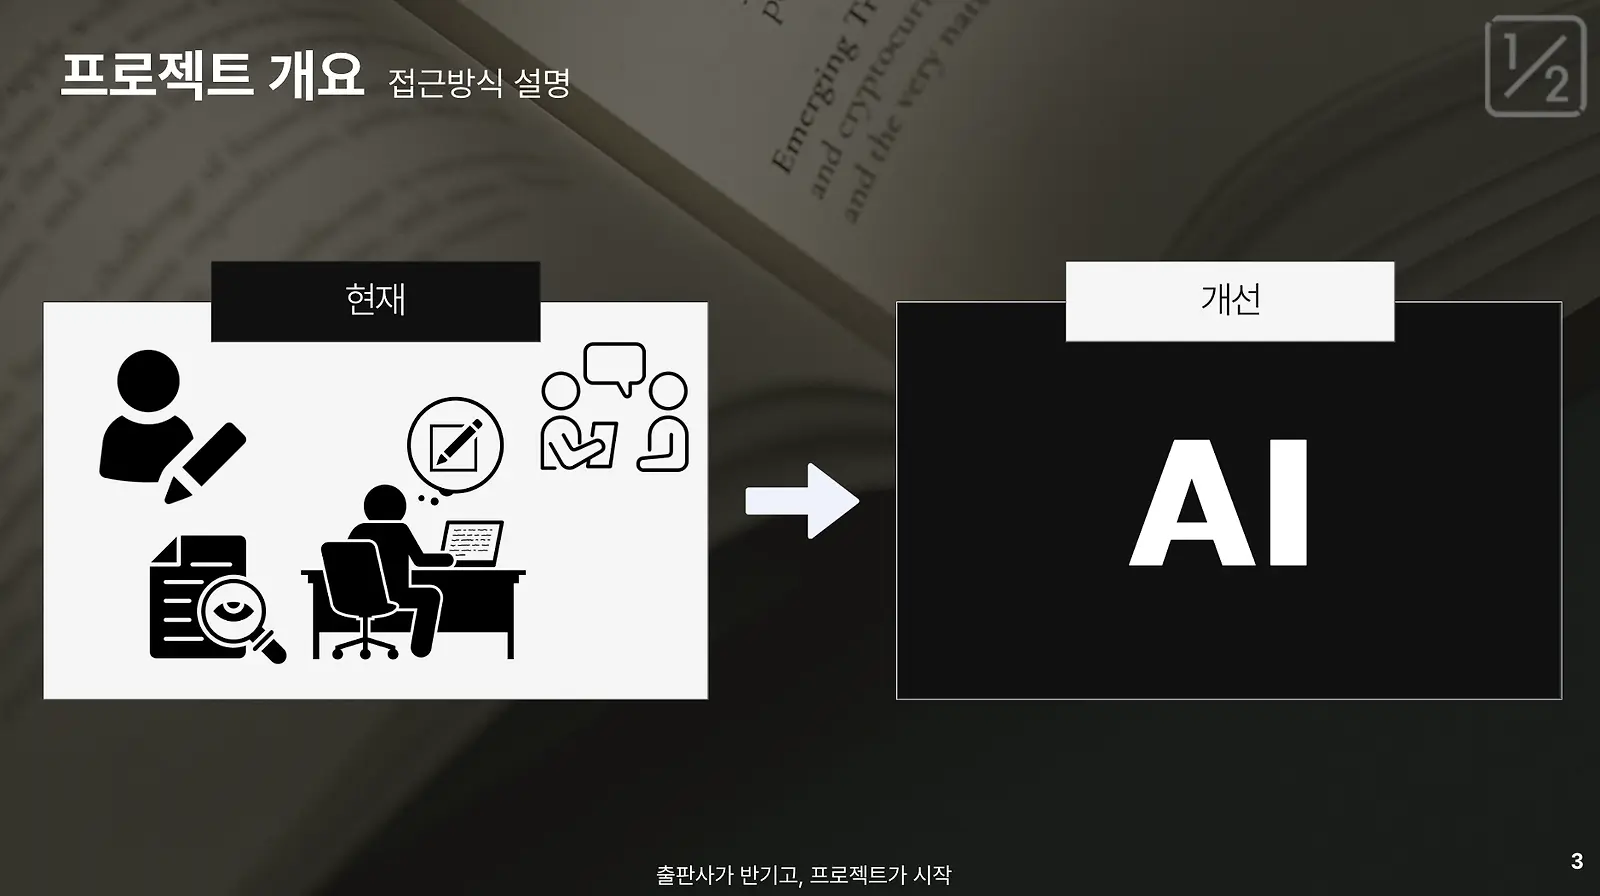 프로젝트 개요 접근방식 설명
1/2
Emerging Tr
and cryptocurr
and the very natu
현재
개선
AI
출판사가 반기고, 프로젝트가 시작
3